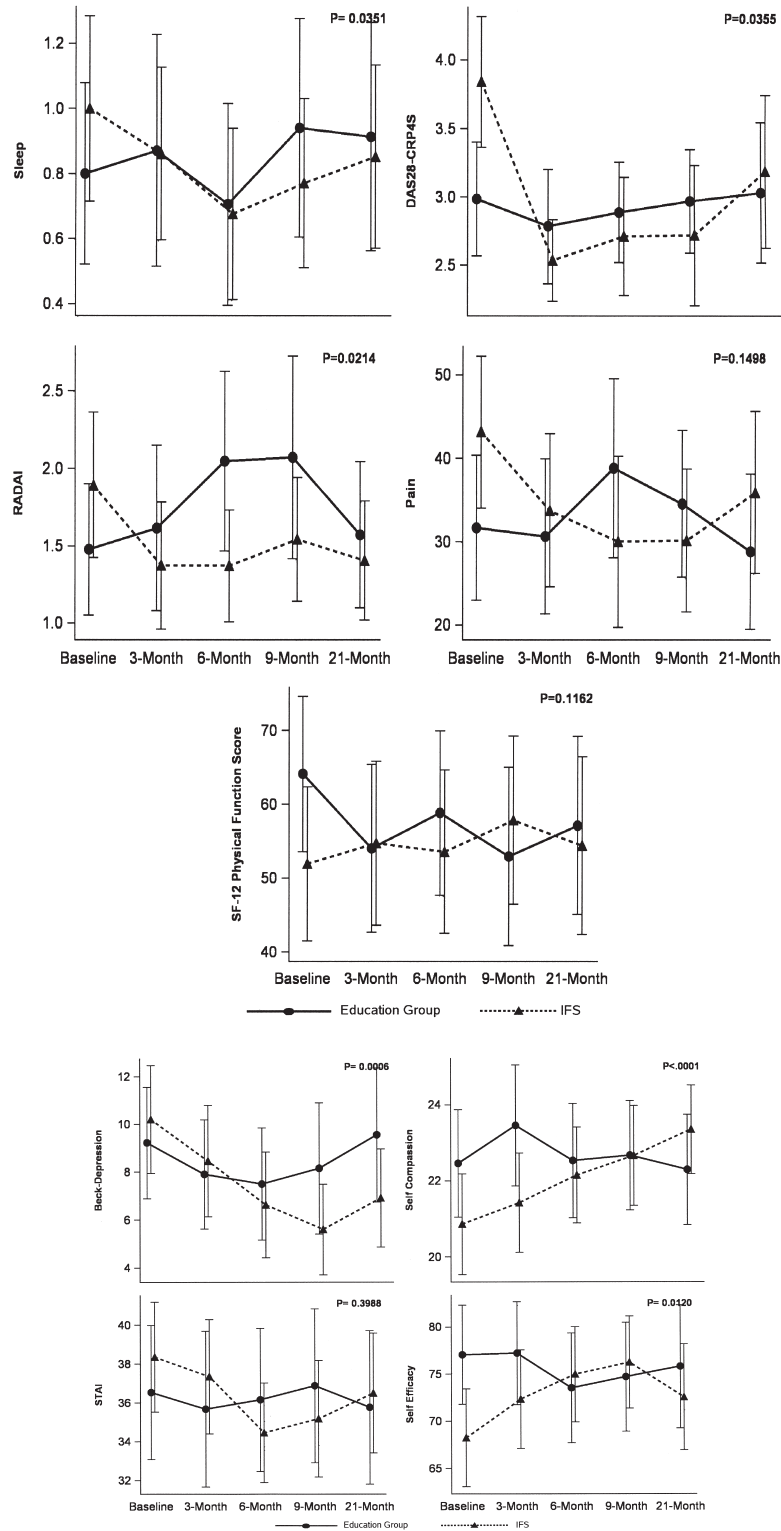 P= 0.0351
Sleep
1.2
1.0
0.8
0.6
0.4
P=0.0355
DAS28-CRP4S
4.0
3.5
3.0
2.5
P=0.0214
RADAI
2.5
2.0
1.5
1.0
Baseline 3-Month 6-Month 9-Month 21-Month
P=0.1498
Pain
50
40
30
20
Baseline 3-Month 6-Month 9-Month 21-Month
P=0.1162
SF-12 Physical Function Score
70
60
50
40
Baseline 3-Month 6-Month 9-Month 21-Month
Education Group IFS
P= 0.0006
Beck-Depression
12
10
8
6
4
P<.0001
Self Compassion
24
22
20
P= 0.3988
STAI
40
38
36
34
32
Baseline 3-Month 6-Month 9-Month 21-Month
P= 0.0120
Self Efficacy
80
75
70
65
Baseline 3-Month 6-Month 9-Month 21-Month
Education Group IFS